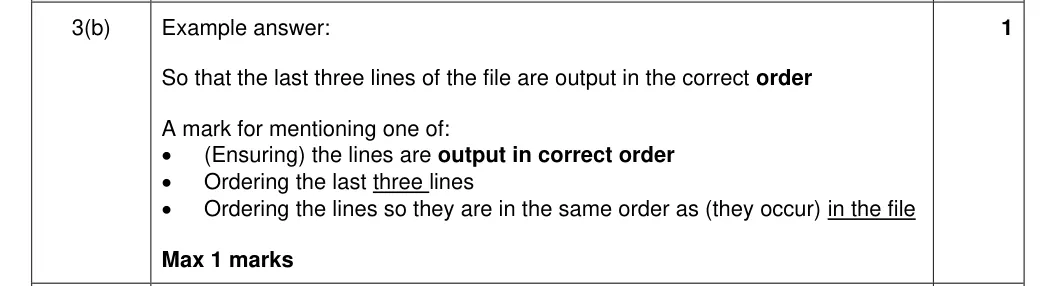 3(b) Example answer: 1
So that the last three lines of the file are output in the correct order
A mark for mentioning one of:
• (Ensuring) the lines are output in correct order
• Ordering the last three lines
• Ordering the lines so they are in the same order as (they occur) in the file
Max 1 marks